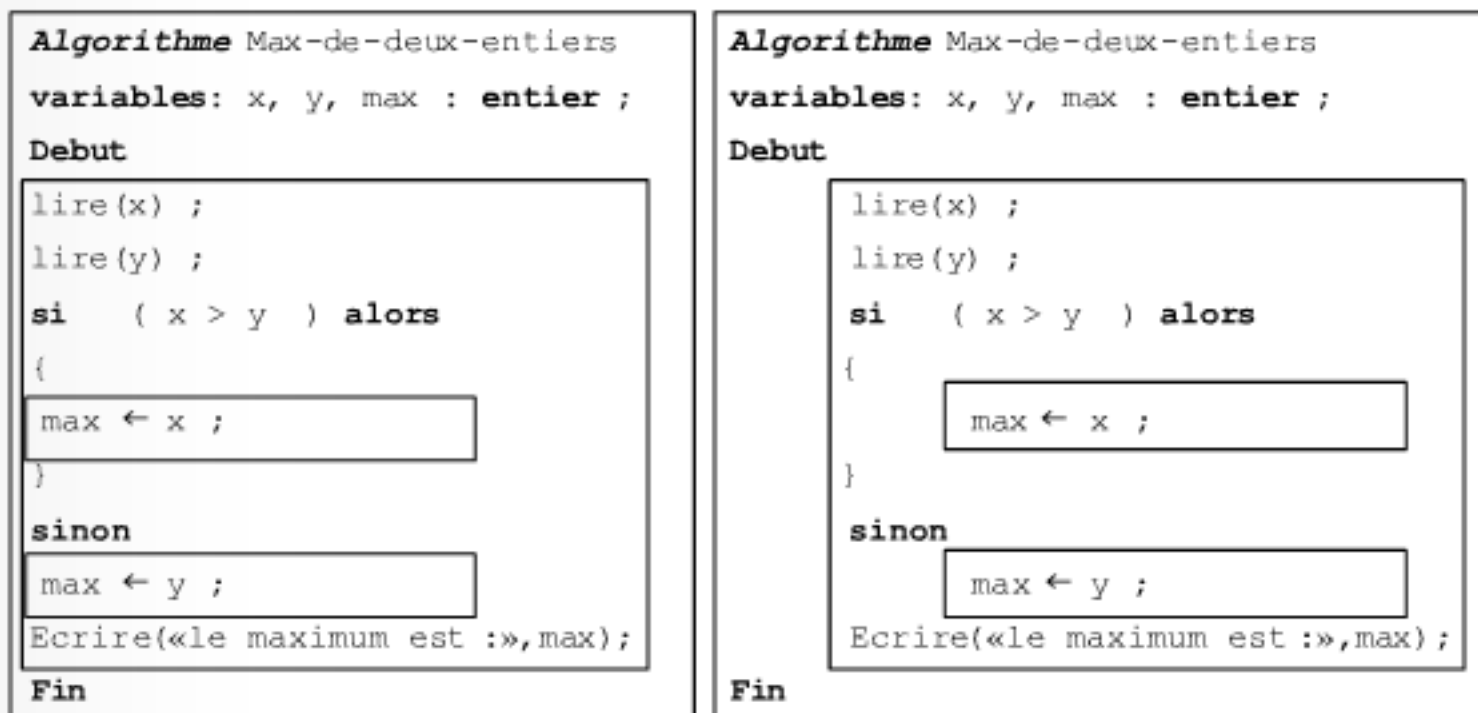 Algorithme Max-de-deux-entiers
variables: x, y, max : entier ;
Debut
lire(x) ;
lire(y) ;
si ( x > y ) alors
{
max ← x ;
}
sinon
max ← y ;
Ecrire(«le maximum est :»,max);
Fin
Algorithme Max-de-deux-entiers
variables: x, y, max : entier ;
Debut
lire(x) ;
lire(y) ;
si ( x > y ) alors
{
max ← x ;
}
sinon
max ← y ;
Ecrire(«le maximum est :»,max);
Fin